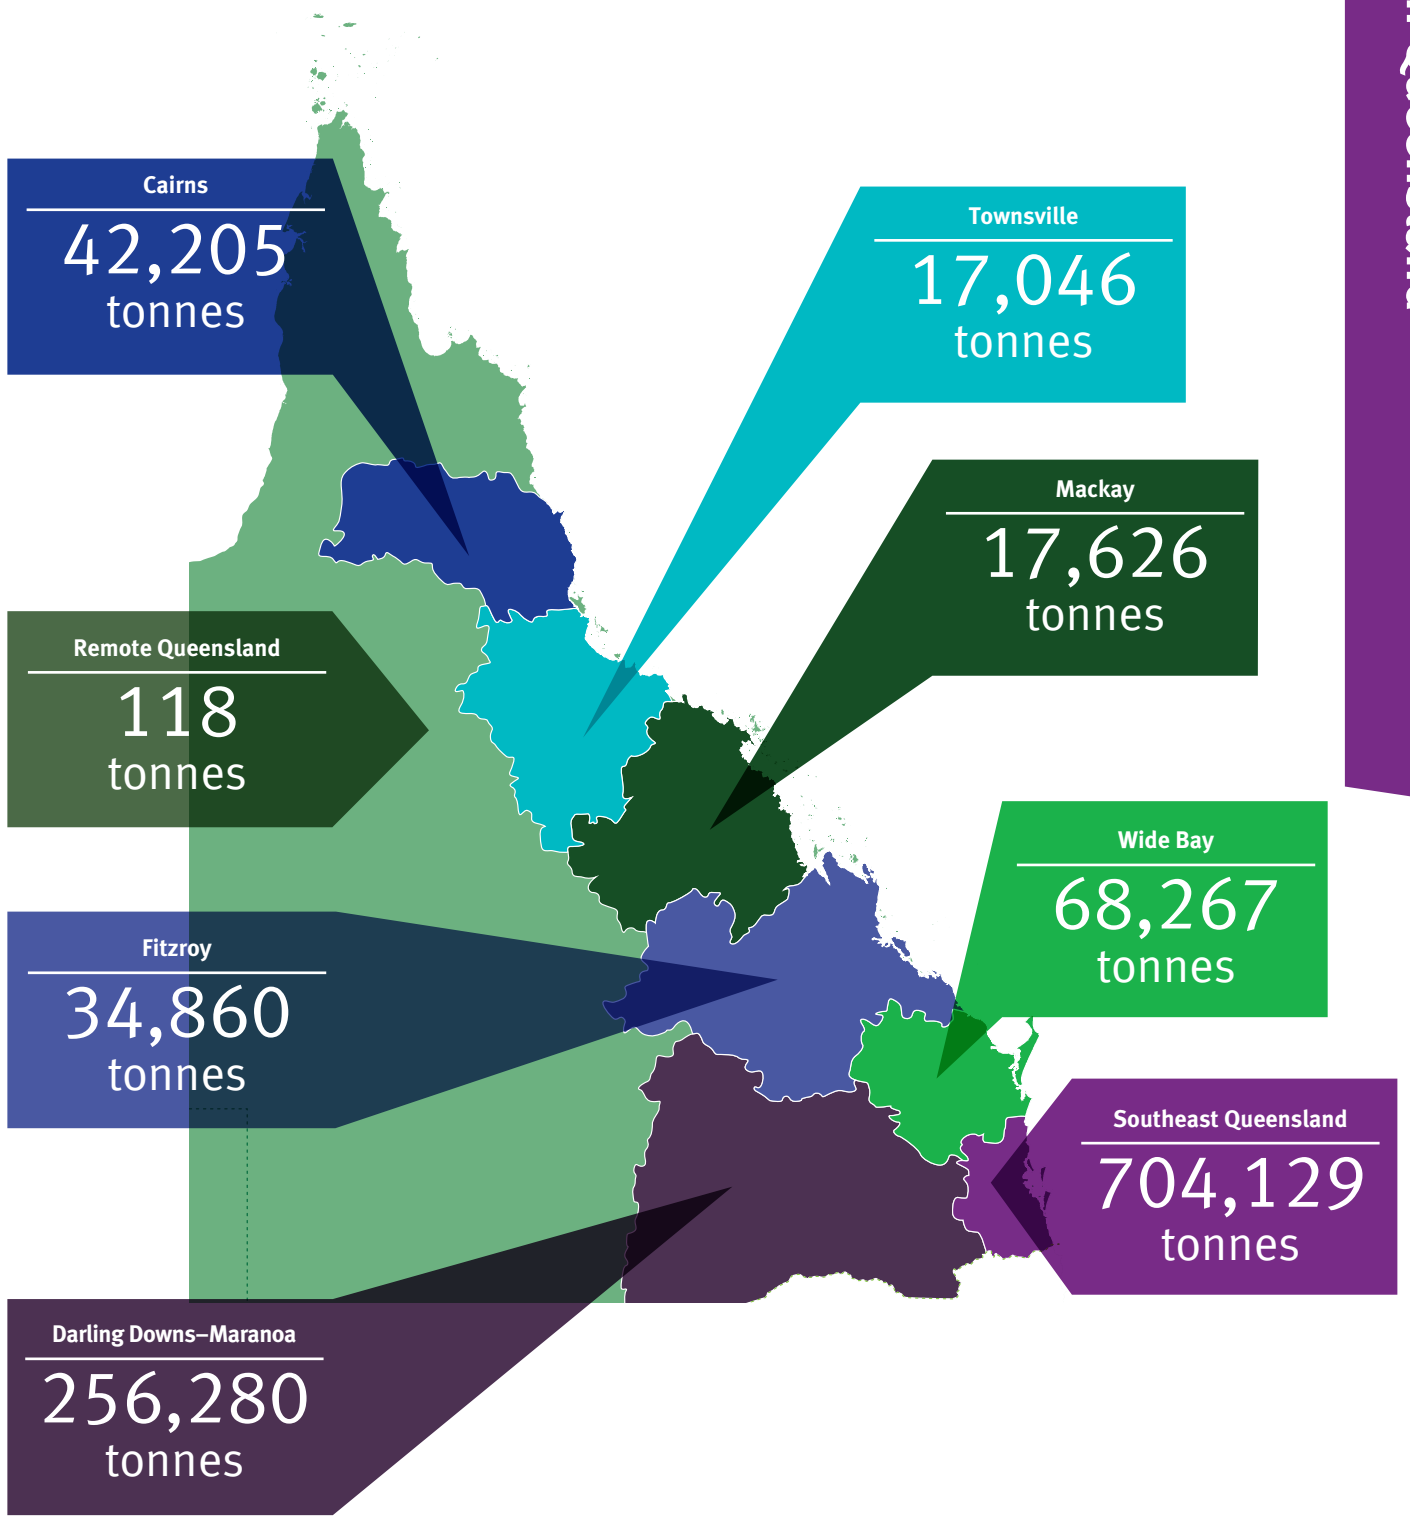 Cairns
42,205
tonnes
Townsville
17,046
tonnes
Mackay
17,626
tonnes
Remote Queensland
118
tonnes
Wide Bay
68,267
tonnes
Fitzroy
34,860
tonnes
Southeast Queensland
704,129
tonnes
Darling Downs–Maranoa
256,280
tonnes